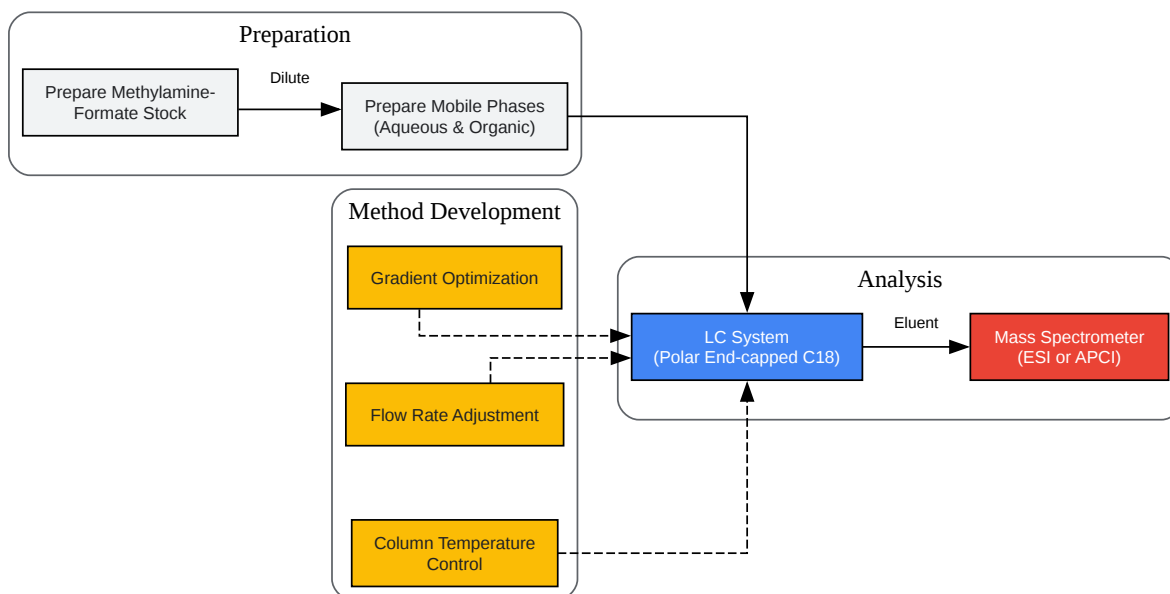 Preparation
Prepare Methylamine-
Formate Stock
Dilute
Prepare Mobile Phases
(Aqueous & Organic)
Method Development
Gradient Optimization
Flow Rate Adjustment
Column Temperature
Control
Analysis
LC System
(Polar End-capped C18)
Eluent
Mass Spectrometer
(ESI or APCI)